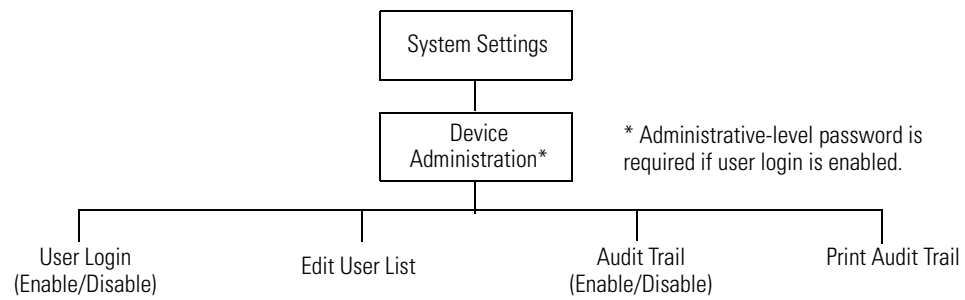 System Settings
Device
Administration*
* Administrative-level password is
required if user login is enabled.
User Login
(Enable/Disable)
Edit User List
Audit Trail
(Enable/Disable)
Print Audit Trail